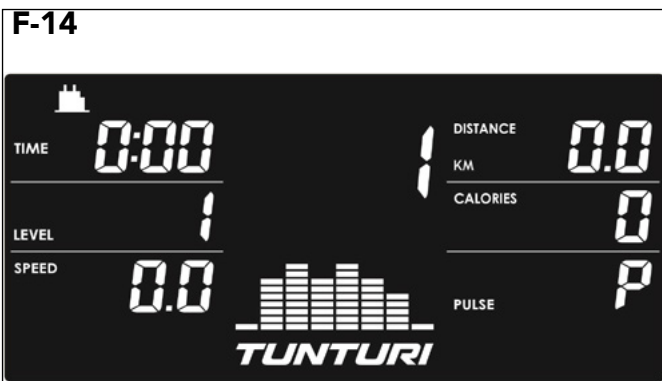 F-14
TIME 0:00
LEVEL 1
SPEED 0.0
1
DISTANCE KM 0.0
CALORIES 0
PULSE P
TUNTURI